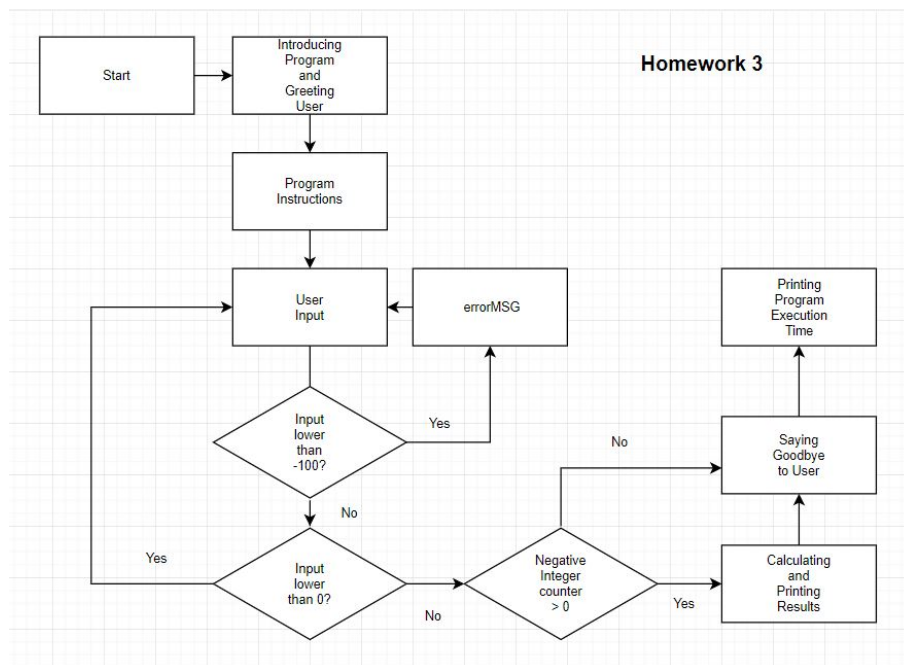 Homework 3
Start
Introducing
Program
and
Greeting
User
Program
Instructions
User
Input
errorMSG
Printing
Program
Execution
Time
Input
lower
than
-100?
Yes
No
Saying
Goodbye
to User
No
Yes
Input
lower
than 0?
No
Negative
Integer
counter
> 0
Yes
Calculating
and
Printing
Results